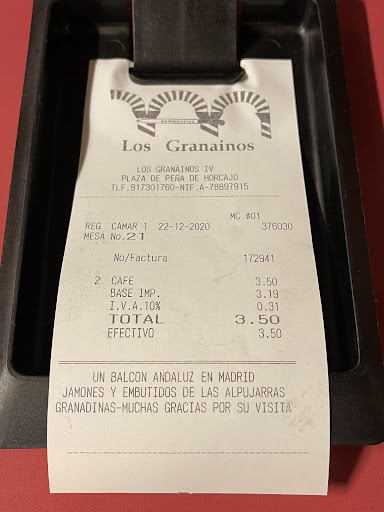 Los Granainos
LOS GRANAINOS IV
PLAZA DE PEÑA DE HORCAJO
TLF.917301760-NIF.A-78897915
MC #01
REG CAMAR 1 22-12-2020 376030
MESA No.21
No/Factura 172941
2 CAFE 3.50
BASE IMP. 3.19
I.V.A.10% 0.31
TOTAL 3.50
EFECTIVO 3.50
UN BALCON ANDALUZ EN MADRID
JAMONES Y EMBUTIDOS DE LAS ALPUJARRAS
GRANADINAS-MUCHAS GRACIAS POR SU VISITA